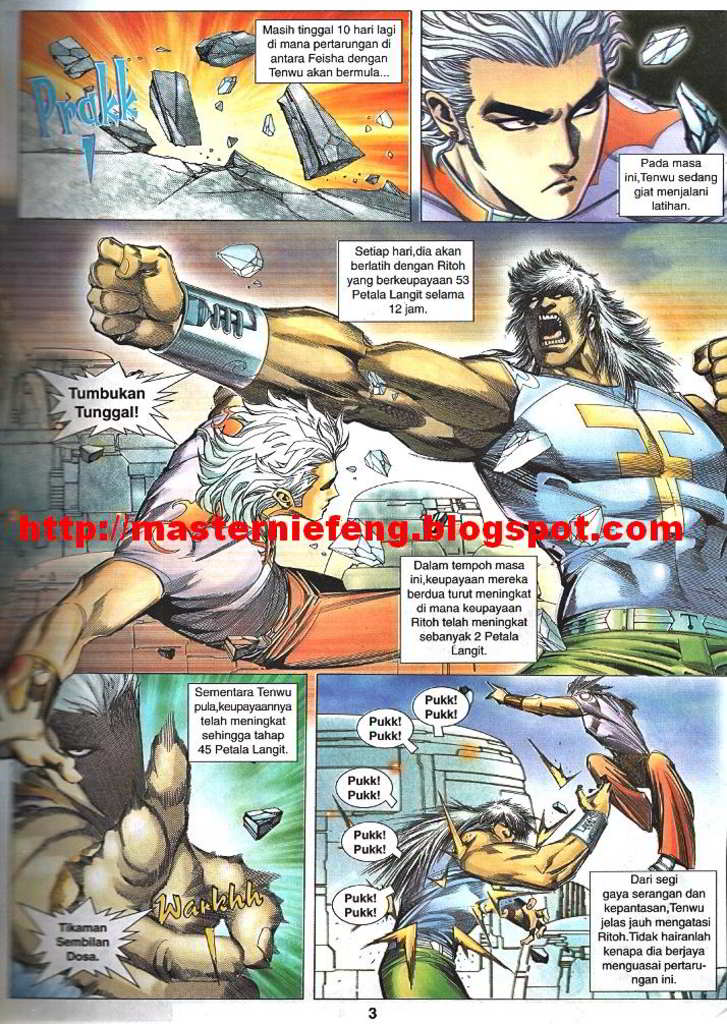 Masih tinggal 10 hari lagi
di mana pertarungan di
antara Feisha dengan
Tenwu akan bermula...
Prakk
!
Pada masa
ini,Tenwu sedang
giat menjalani
latihan.
Setiap hari,dia akan
berlatih dengan Ritoh
yang berkeupayaan 53
Petala Langit selama
12 jam.
Tumbukan
Tunggal!
http://masterniefeng.blogspot.com
Dalam tempoh masa
ini,keupayaan mereka
berdua turut meningkat
di mana keupayaan
Ritoh telah meningkat
sebanyak 2 Petala
Langit.
Sementara Tenwu
pula,keupayaannya
telah meningkat
sehingga tahap
45 Petala Langit.
Warkhh
!
Tikaman
Sembilan
Dosa.
Pukk!
Pukk!
Pukk!
Pukk!
Pukk!
Pukk!
Pukk!
Pukk!
Pukk!
Pukk!
Dari segi
gaya serangan dan
kepantasan,Tenwu
jelas jauh mengatasi
Ritoh.Tidak hairanlah
kenapa dia berjaya
menguasai pertaru-
ngan ini.
3